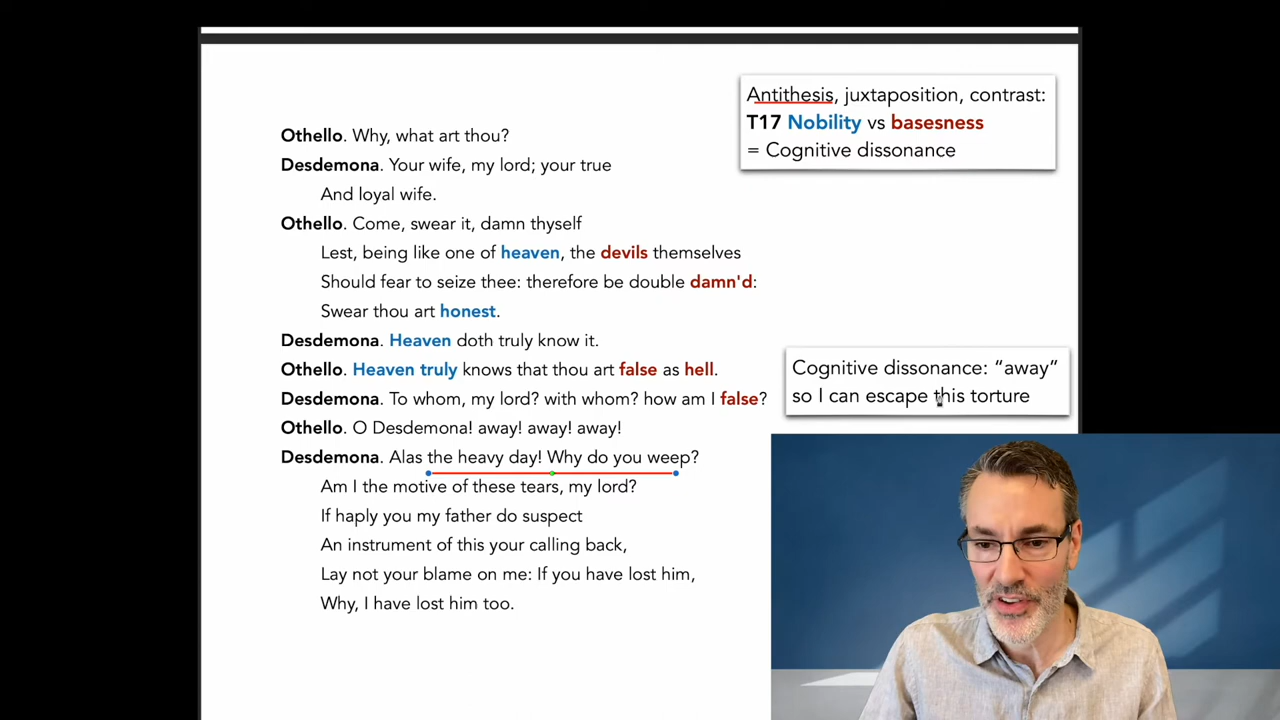 Antithesis, juxtaposition, contrast:
T17 Nobility vs basesness
= Cognitive dissonance
Othello. Why, what art thou?
Desdemona. Your wife, my lord; your true
And loyal wife.
Othello. Come, swear it, damn thyself
Lest, being like one of heaven, the devils themselves
Should fear to seize thee: therefore be double damn'd:
Swear thou art honest.
Desdemona. Heaven doth truly know it.
Othello. Heaven truly knows that thou art false as hell.
Desdemona. To whom, my lord? with whom? how am I false?
Othello. O Desdemona! away! away! away!
Desdemona. Alas the heavy day! Why do you weep?
Am I the motive of these tears, my lord?
If haply you my father do suspect
An instrument of this your calling back,
Lay not your blame on me: If you have lost him,
Why, I have lost him too.
Cognitive dissonance: “away”
so I can escape this torture